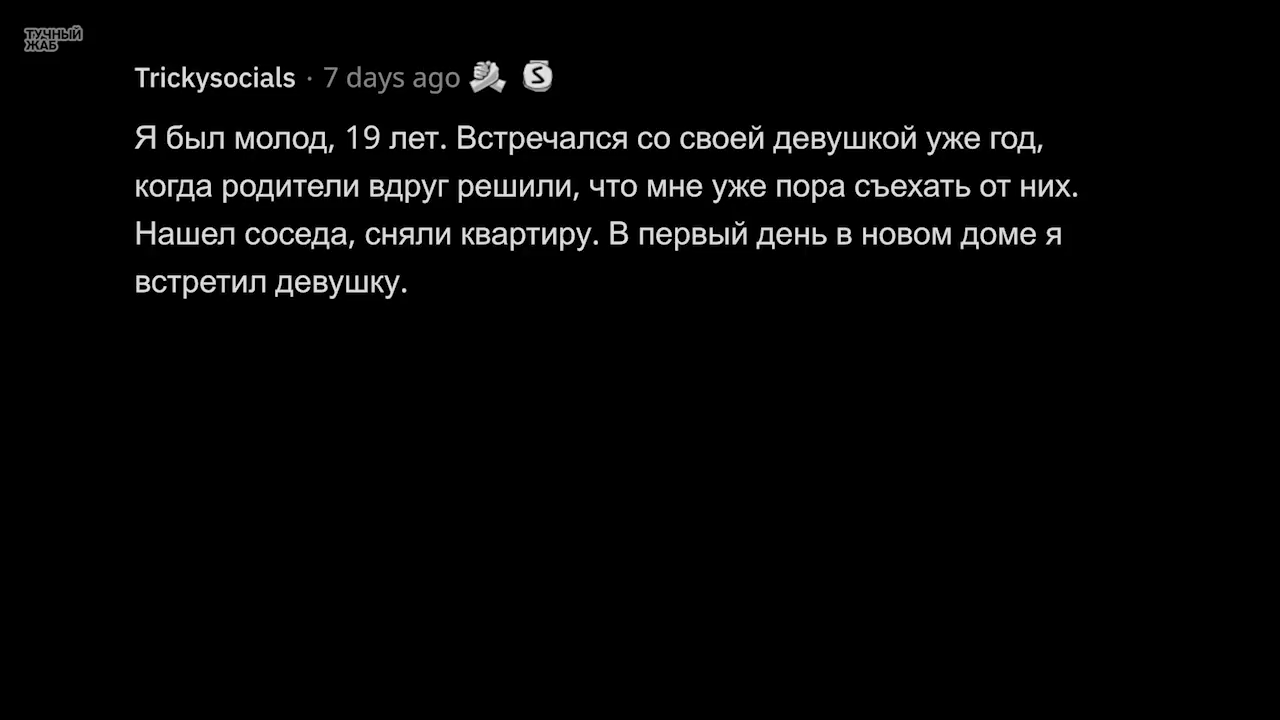 ТУЧНЫЙ
ЖАБ
Trickysocials · 7 days ago
Я был молод, 19 лет. Встречался со своей девушкой уже год,
когда родители вдруг решили, что мне уже пора съехать от них.
Нашел соседа, сняли квартиру. В первый день в новом доме я
встретил девушку.